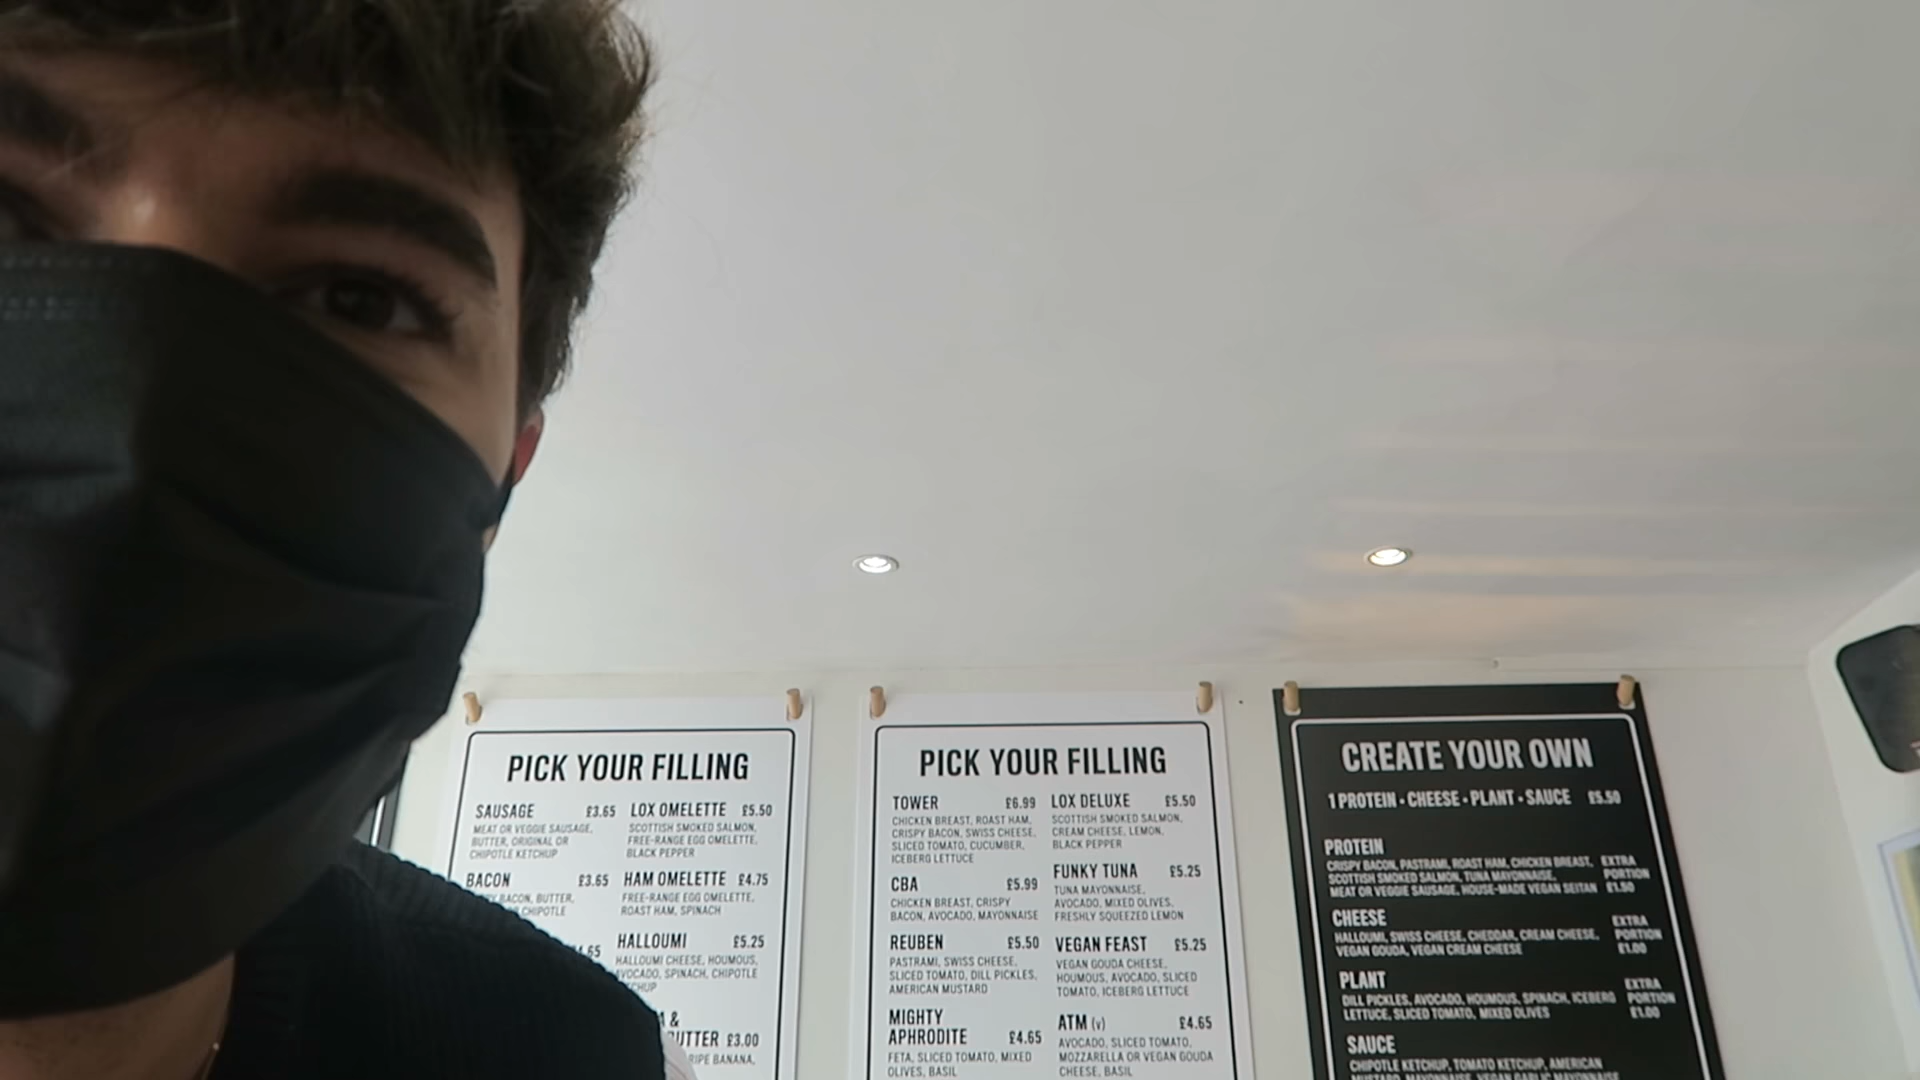 PICK YOUR FILLING
SAUSAGE £3.65
MEAT OR VEGGIE SAUSAGE,
BUTTER, ORIGINAL OR
CHIPOTLE KETCHUP
BACON £3.65
BACON, BUTTER,
CHIPOTLE
LOX OMELETTE £5.50
SCOTTISH SMOKED SALMON,
FREE-RANGE EGG OMELETTE,
BLACK PEPPER
HAM OMELETTE £4.75
FREE-RANGE EGG OMELETTE,
ROAST HAM, SPINACH
HALLOUMI £5.25
HALLOUMI CHEESE, HOUMOUS,
AVOCADO, SPINACH, CHIPOTLE
&
£3.00
RIPE BANANA,
PICK YOUR FILLING
TOWER £6.99
CHICKEN BREAST, ROAST HAM,
CRISPY BACON, SWISS CHEESE,
SLICED TOMATO, CUCUMBER,
ICEBERG LETTUCE
CBA £5.99
CHICKEN BREAST, CRISPY
BACON, AVOCADO, MAYONNAISE
REUBEN £5.50
PASTRAMI, SWISS CHEESE,
SLICED TOMATO, DILL PICKLES,
AMERICAN MUSTARD
MIGHTY
APHRODITE £4.65
FETA, SLICED TOMATO, MIXED
OLIVES, BASIL
LOX DELUXE £5.50
SCOTTISH SMOKED SALMON,
CREAM CHEESE, LEMON,
BLACK PEPPER
FUNKY TUNA £5.25
TUNA MAYONNAISE,
AVOCADO, MIXED OLIVES,
FRESHLY SQUEEZED LEMON
VEGAN FEAST £5.25
VEGAN GOUDA CHEESE,
HOUMOUS, AVOCADO, SLICED
TOMATO, ICEBERG LETTUCE
ATM (V) £4.65
AVOCADO, SLICED TOMATO,
MOZZARELLA OR VEGAN GOUDA
CHEESE, BASIL
CREATE YOUR OWN
1 PROTEIN • CHEESE • PLANT • SAUCE £5.50
PROTEIN
CRISPY BACON, PASTRAMI, ROAST HAM, CHICKEN BREAST,
SCOTTISH SMOKED SALMON, TUNA MAYONNAISE,
MEAT OR VEGGIE SAUSAGE, HOUSE-MADE VEGAN SEITAN
EXTRA
PORTION
£1.50
CHEESE
HALLOUMI, SWISS CHEESE, CHEDDAR, CREAM CHEESE,
VEGAN GOUDA, VEGAN CREAM CHEESE
EXTRA
PORTION
£1.00
PLANT
DILL PICKLES, AVOCADO, HOUMOUS, SPINACH, ICEBERG
LETTUCE, SLICED TOMATO, MIXED OLIVES
EXTRA
PORTION
£1.00
SAUCE
CHIPOTLE KETCHUP, TOMATO KETCHUP, AMERICAN
MUSTARD, MAYONNAISE, VEGAN GARLIC MAYONNAISE